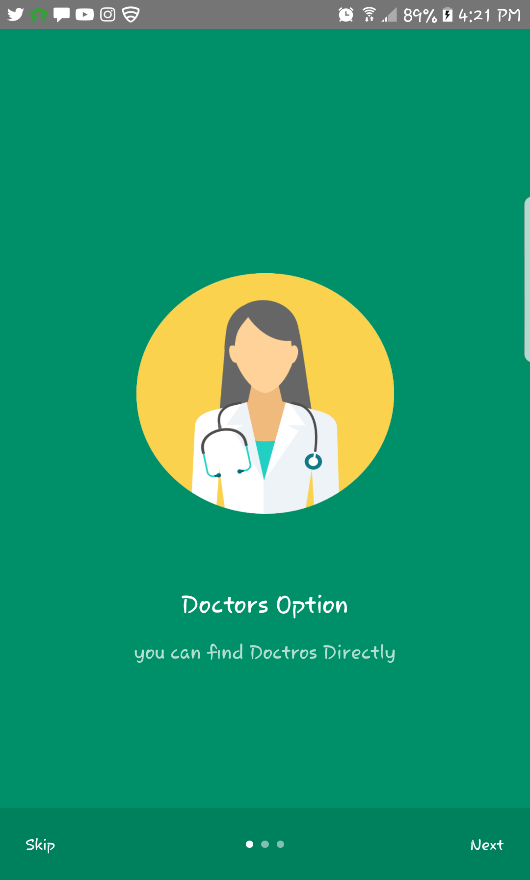 89% 4:21 PM
Doctors Option
you can find Doctros Directly
Skip Next